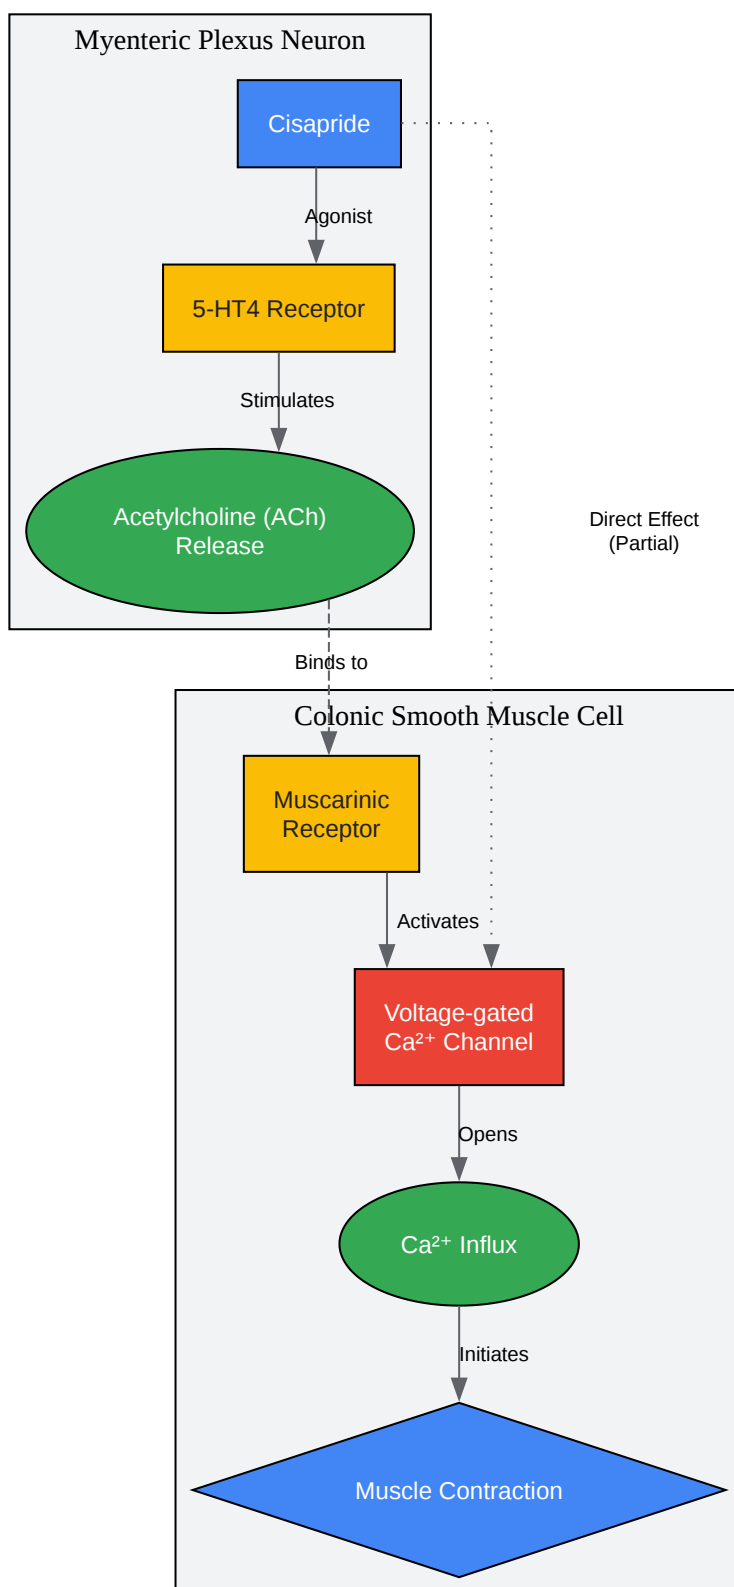 Myenteric Plexus Neuron
Cisapride
Agonist
5-HT4 Receptor
Stimulates
Acetylcholine (ACh)
Release
Direct Effect
(Partial)
Binds to
Colonic Smooth Muscle Cell
Muscarinic
Receptor
Activates
Voltage-gated
Ca²⁺ Channel
Opens
Ca²⁺ Influx
Initiates
Muscle Contraction